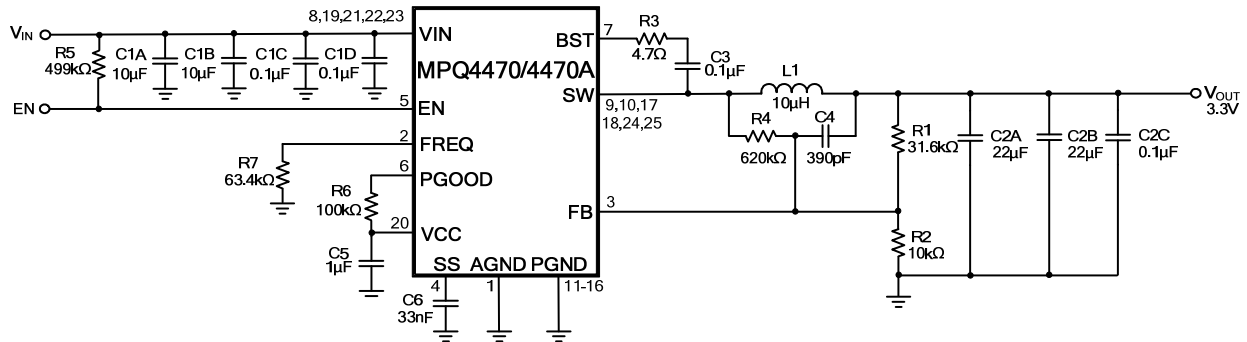 8,19,21,22,23
VIN
VIN
R5
499kΩ
C1A
10µF
C1B
10µF
C1C
0.1µF
C1D
0.1µF
MPQ4470/4470A
BST
7
R3
4.7Ω
C3
0.1µF
SW
9,10,17
18,24,25
L1
10µH
R4
620kΩ
C4
390pF
R1
31.6kΩ
C2A
22µF
C2B
22µF
C2C
0.1µF
VOUT
3.3V
EN
5
EN
2
FREQ
R7
63.4kΩ
6
PGOOD
R6
100kΩ
20
VCC
C5
1µF
FB
3
R2
10kΩ
SS
AGND
PGND
4
1
11-16
C6
33nF